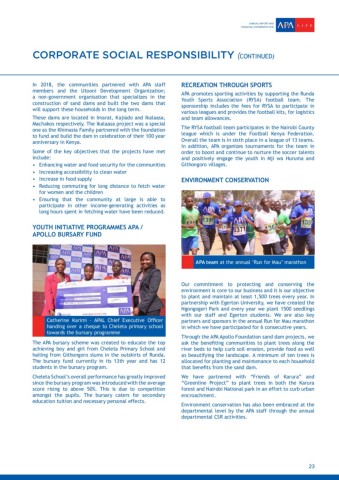 ANNUAL REPORT AND
FINANCIAL STATEMENTS 2018
APA LIFE
CORPORATE SOCIAL RESPONSIBILITY (CONTINUED)
In 2018, the communities partnered with APA staff
members and the Utooni Development Organization;
a non-government organisation that specializes in the
construction of sand dams and built the two dams that
will support these households in the long term.
These dams are located in Imorat, Kajiado and Ikalaasa,
Machakos respectively. The Ikalaasa project was a special
one as the Rhimasia Family partnered with the foundation
to fund and build the dam in celebration of their 100 year
anniversary in Kenya.
Some of the key objectives that the projects have met
include:
• Enhancing water and food security for the communities
• Increasing accessibility to clean water
• Increase in food supply
• Reducing commuting for long distance to fetch water
for women and the children
• Ensuring that the community at large is able to
participate in other income-generating activities as
long hours spent in fetching water have been reduced.
YOUTH INITIATIVE PROGRAMMES APA /
APOLLO BURSARY FUND
Catherine Karimi - APAL Chief Executive Officer
handing over a cheque to Cheleta primary school
towards the bursary programme
The APA bursary scheme was created to educate the top
achieving boy and girl from Cheleta Primary School and
hailing from Githongoro slums in the outskirts of Runda.
The bursary fund currently in its 13th year and has 12
students in the bursary program.
Cheleta School's overall performance has greatly improved
since the bursary program was introduced with the average
score rising to above 50%. This is due to competition
amongst the pupils. The bursary caters for secondary
education tuition and necessary personal effects.
RECREATION THROUGH SPORTS
APA promotes sporting activities by supporting the Runda
Youth Sports Association (RYSA) football team. The
sponsorship includes the fees for RYSA to participate in
various leagues and provides the football kits, for logistics
and team allowances.
The RYSA football team participates in the Nairobi County
league which is under the Football Kenya Federation.
Overall the team is in sixth place in a league of 13 teams.
In addition, APA organizes tournaments for the team in
order to boost and continue to nurture the soccer talents
and positively engage the youth in Mji wa Huruma and
Githongoro villages.
ENVIRONMENT CONSERVATION
APA team at the annual "Run for Mau" marathon
Our commitment to protecting and conserving the
environment is core to our business and it is our objective
to plant and maintain at least 1,500 trees every year. In
partnership with Egerton University, we have created the
Ngongogeri Park and every year we plant 1500 seedlings
with our staff and Egerton students. We are also key
partners and sponsors in the annual Run for Mau marathon
in which we have participated for 6 consecutive years.
Through the APA Apollo Foundation sand dam projects, we
ask the benefiting communities to plant trees along the
river beds to help curb soil erosion, provide food as well
as beautifying the landscape. A minimum of ten trees is
allocated for planting and maintenance to each household
that benefits from the sand dam.
We have partnered with "Friends of Karura" and
"Greenline Project" to plant trees in both the Karura
forest and Nairobi National park in an effort to curb urban
encroachment.
Environment conservation has also been embraced at the
departmental level by the APA staff through the annual
departmental CSR activities.
23